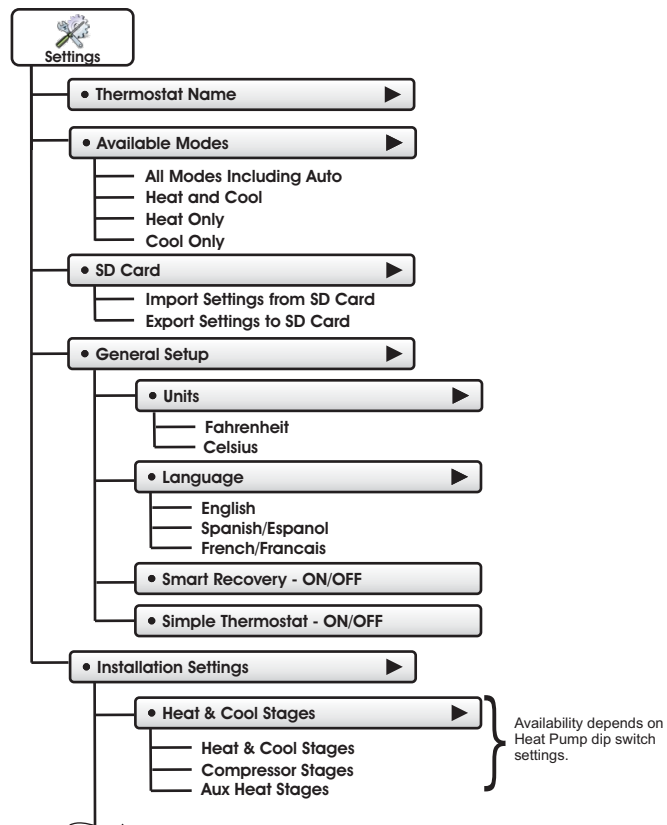 Settings
• Thermostat Name
• Available Modes
All Modes Including Auto
Heat and Cool
Heat Only
Cool Only
• SD Card
Import Settings from SD Card
Export Settings to SD Card
• General Setup
• Units
Fahrenheit
Celsius
• Language
English
Spanish/Espanol
French/Francais
• Smart Recovery - ON/OFF
• Simple Thermostat - ON/OFF
• Installation Settings
• Heat & Cool Stages
Heat & Cool Stages
Compressor Stages
Aux Heat Stages
Availability depends on
Heat Pump dip switch
settings.